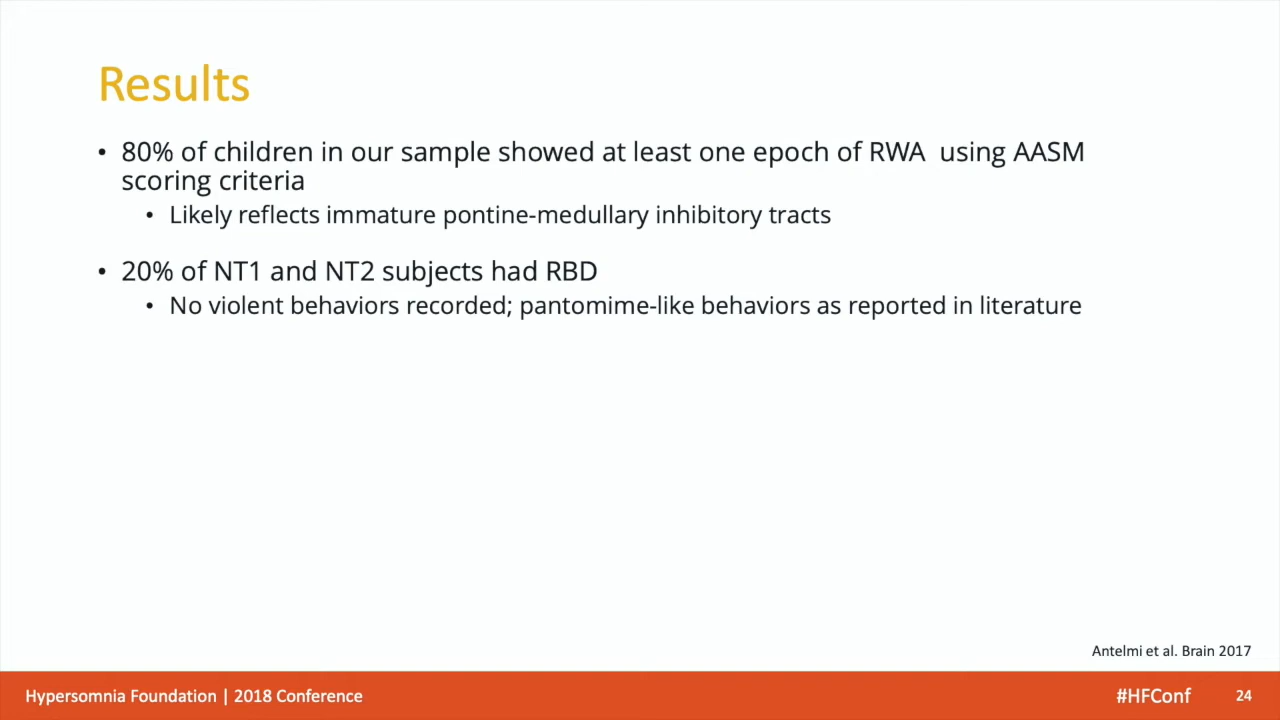 Results
• 80% of children in our sample showed at least one epoch of RWA  using AASM
scoring criteria
• Likely reflects immature pontine-medullary inhibitory tracts
• 20% of NT1 and NT2 subjects had RBD
• No violent behaviors recorded; pantomime-like behaviors as reported in literature
Antelmi et al. Brain 2017
Hypersomnia Foundation | 2018 Conference
#HFConf
24